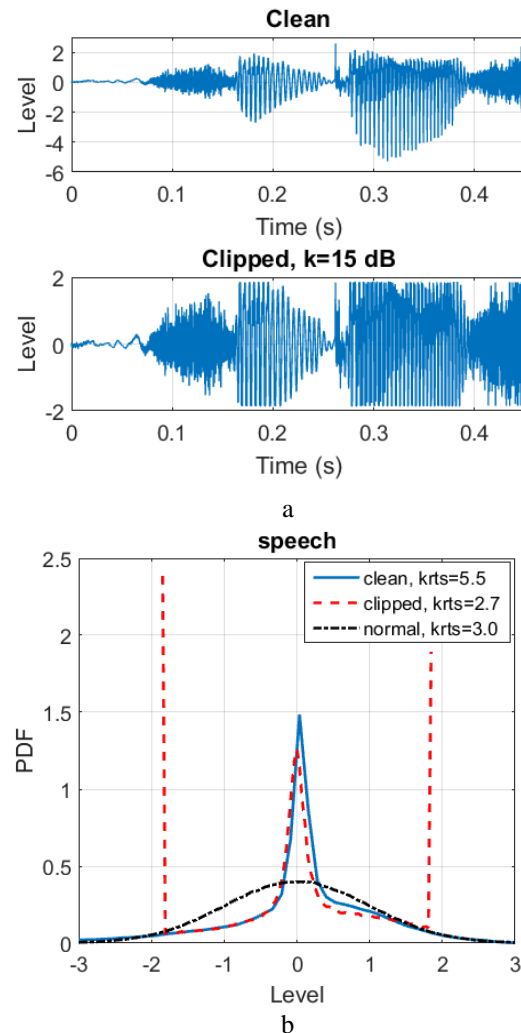 Clean
Level
2
0
-2
-4
-6
0 0.1 0.2 0.3 0.4
Time (s)
Clipped, k=15 dB
Level
2
0
-2
0 0.1 0.2 0.3 0.4
Time (s)
a
speech
PDF
2.5
2
1.5
1
0.5
0
clean, krts=5.5
clipped, krts=2.7
normal, krts=3.0
-3 -2 -1 0 1 2 3
Level
b